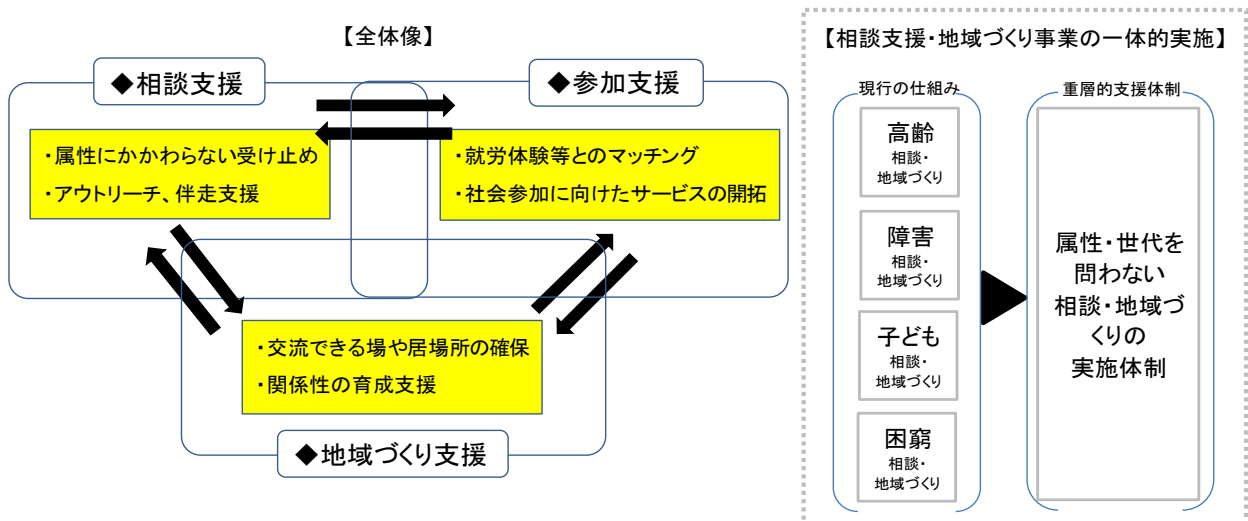 【全体像】
◆相談支援
◆参加支援
・属性にかかわらない受け止め
・アウトリーチ、伴走支援
・就労体験等とのマッチング
・社会参加に向けたサービスの開拓
・交流できる場や居場所の確保
・関係性の育成支援
◆地域づくり支援
【相談支援・地域づくり事業の一体的実施】
現行の仕組み
高齢
相談・
地域づくり
障害
相談・
地域づくり
子ども
相談・
地域づくり
困窮
相談・
地域づくり
重層的支援体制
属性・世代を
問わない
相談・地域づ
くりの
実施体制